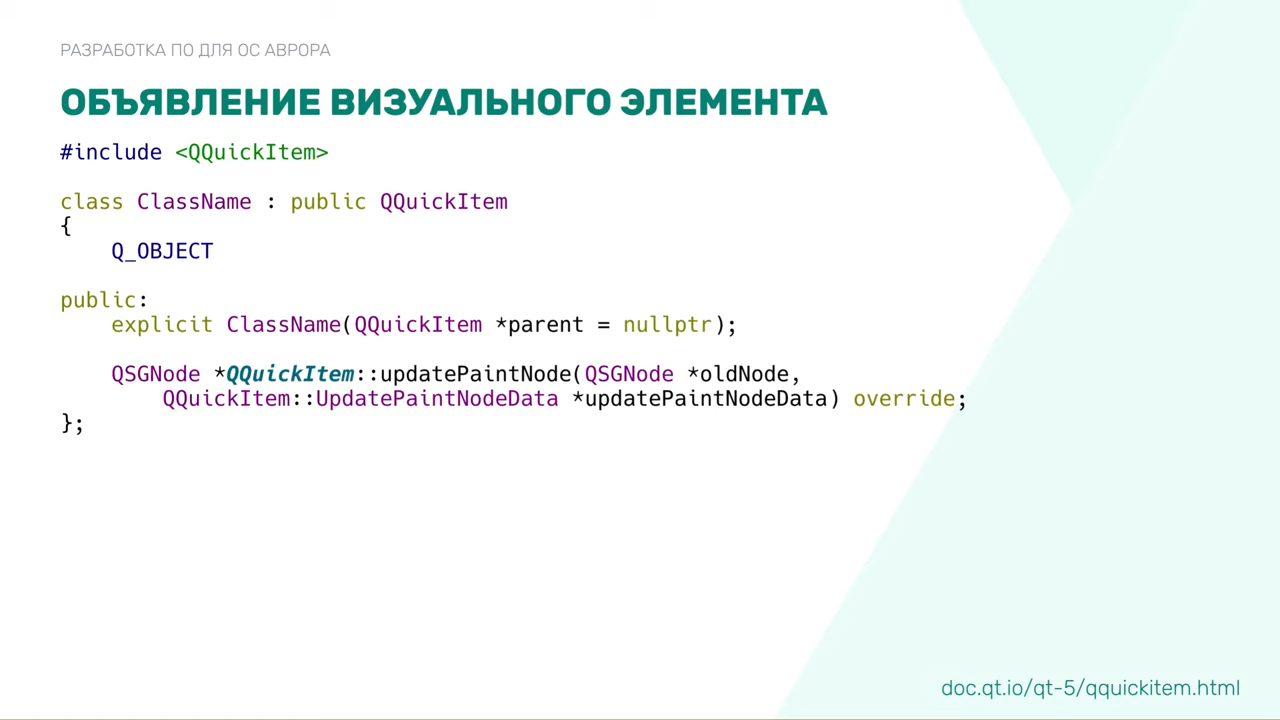 РАЗРАБОТКА ПО ДЛЯ ОС АВРОРА
ОБЪЯВЛЕНИЕ ВИЗУАЛЬНОГО ЭЛЕМЕНТА
#include <QQuickItem>
class ClassName : public QQuickItem
{
    Q_OBJECT
public:
    explicit ClassName(QQuickItem *parent = nullptr);
    QSGNode *QQuickItem::updatePaintNode(QSGNode *oldNode,
        QQuickItem::UpdatePaintNodeData *updatePaintNodeData) override;
};
doc.qt.io/qt-5/qquickitem.html